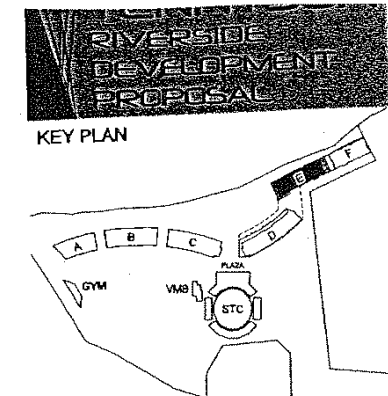 RIVERSIDE
DEVELOPMENT
PROPOSAL
KEY PLAN
F
E
D
A
B
C
PLAZA
GYM
VMB
STC